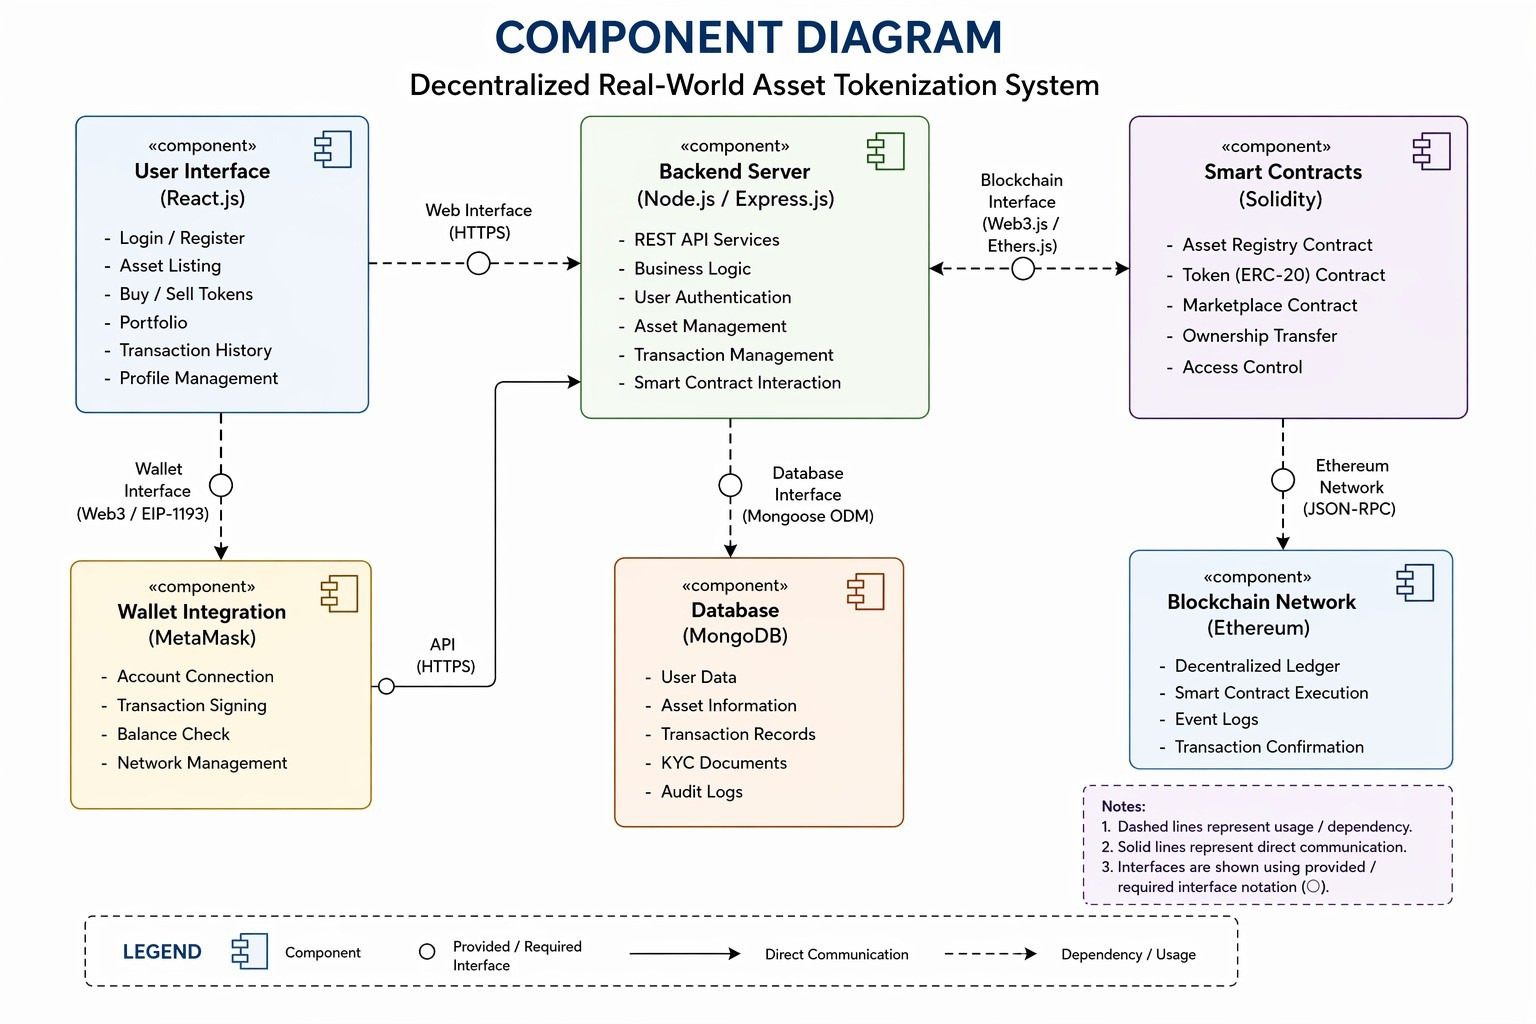 COMPONENT DIAGRAM
Decentralized Real-World Asset Tokenization System
«component»
User Interface
(React.js)
- Login / Register
- Asset Listing
- Buy / Sell Tokens
- Portfolio
- Transaction History
- Profile Management
Web Interface
(HTTPS)
«component»
Backend Server
(Node.js / Express.js)
- REST API Services
- Business Logic
- User Authentication
- Asset Management
- Transaction Management
- Smart Contract Interaction
Blockchain
Interface
(Web3.js /
Ethers.js)
«component»
Smart Contracts
(Solidity)
- Asset Registry Contract
- Token (ERC-20) Contract
- Marketplace Contract
- Ownership Transfer
- Access Control
Wallet
Interface
(Web3 / EIP-1193)
Database
Interface
(Mongoose ODM)
Ethereum
Network
(JSON-RPC)
«component»
Wallet Integration
(MetaMask)
- Account Connection
- Transaction Signing
- Balance Check
- Network Management
API
(HTTPS)
«component»
Database
(MongoDB)
- User Data
- Asset Information
- Transaction Records
- KYC Documents
- Audit Logs
«component»
Blockchain Network
(Ethereum)
- Decentralized Ledger
- Smart Contract Execution
- Event Logs
- Transaction Confirmation
Notes:
1. Dashed lines represent usage / dependency.
2. Solid lines represent direct communication.
3. Interfaces are shown using provided /
required interface notation (○).
LEGEND
Component
Provided / Required
Interface
Direct Communication
Dependency / Usage